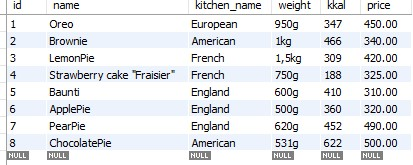 id name kitchen_name weight kkal price
1 Oreo European 950g 347 450.00
2 Brownie American 1kg 466 340.00
3 LemonPie French 1,5kg 309 420.00
4 Strawberry cake "Fraisier" French 750g 188 325.00
5 Baunti England 600g 410 310.00
6 ApplePie England 500g 360 320.00
7 PearPie England 620g 452 490.00
8 ChocolatePie American 531g 622 500.00
NULL NULL NULL NULL NULL NULL